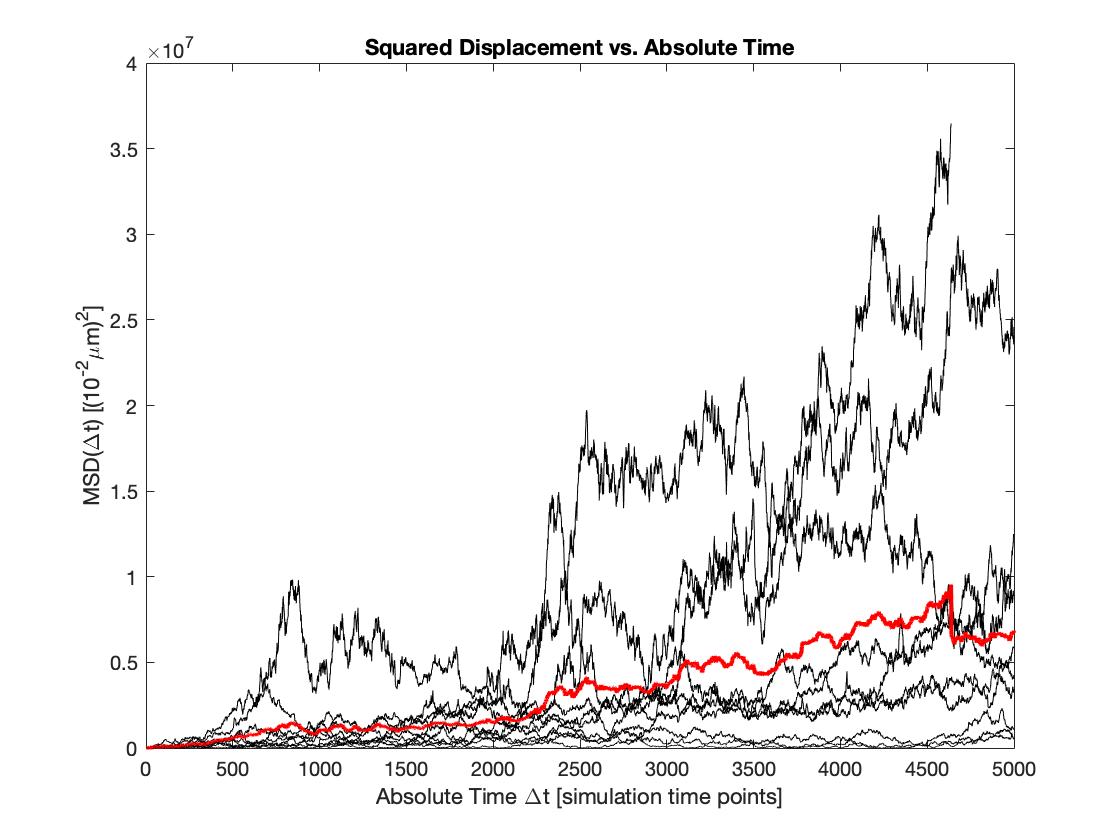 Squared Displacement vs. Absolute Time
×10⁷
4
3.5
3
2.5
2
1.5
1
0.5
0
MSD(Δt) [(10⁻²μm)²]
0 500 1000 1500 2000 2500 3000 3500 4000 4500 5000
Absolute Time Δt [simulation time points]